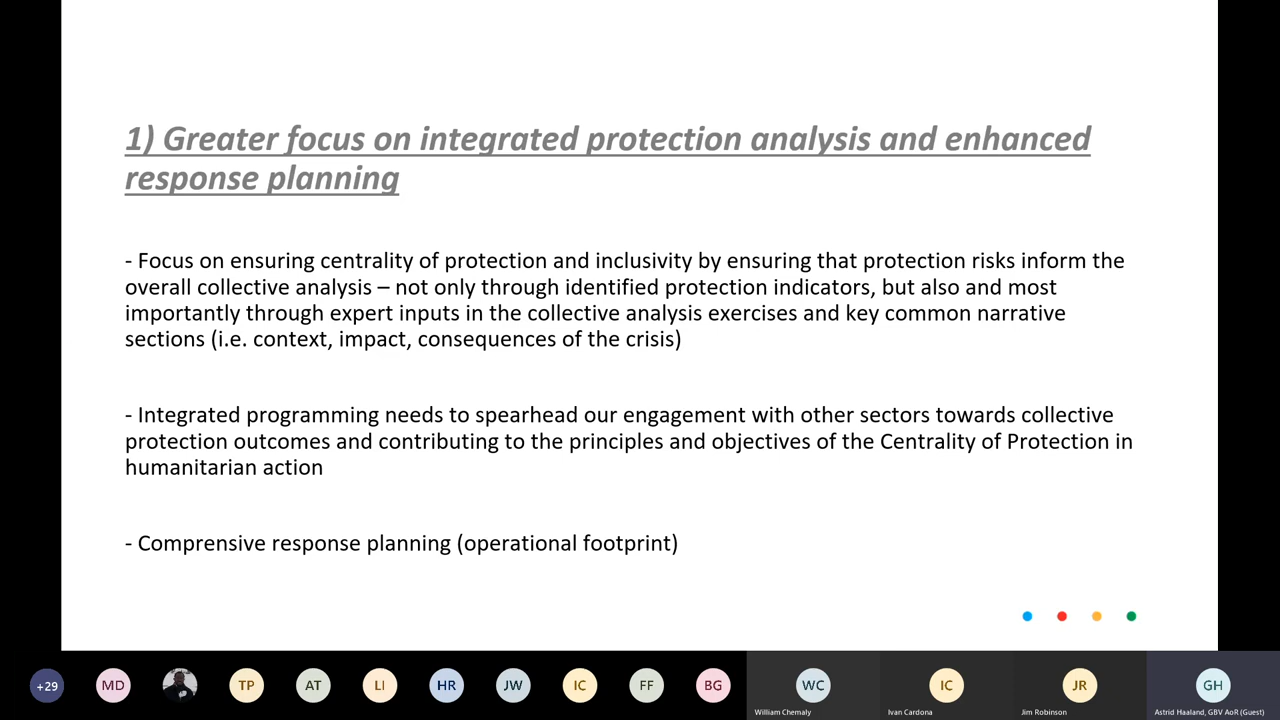 1) Greater focus on integrated protection analysis and enhanced
response planning
- Focus on ensuring centrality of protection and inclusivity by ensuring that protection risks inform the
overall collective analysis – not only through identified protection indicators, but also and most
importantly through expert inputs in the collective analysis exercises and key common narrative
sections (i.e. context, impact, consequences of the crisis)
- Integrated programming needs to spearhead our engagement with other sectors towards collective
protection outcomes and contributing to the principles and objectives of the Centrality of Protection in
humanitarian action
- Comprensive response planning (operational footprint)
+29 MD TP AT LI HR JW IC FF BG WC IC JR GH
William Chemaly Ivan Cardona Jim Robinson Astrid Haaland, GBV AoR (Guest)